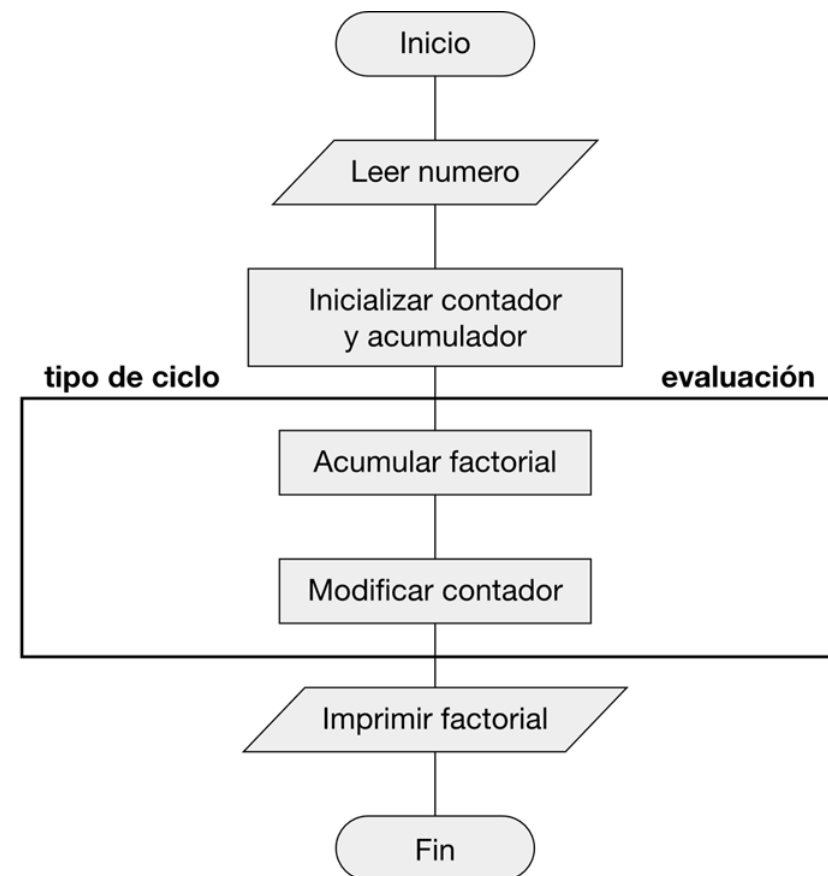 Inicio
Leer numero
Inicializar contador
y acumulador
tipo de ciclo
evaluación
Acumular factorial
Modificar contador
Imprimir factorial
Fin